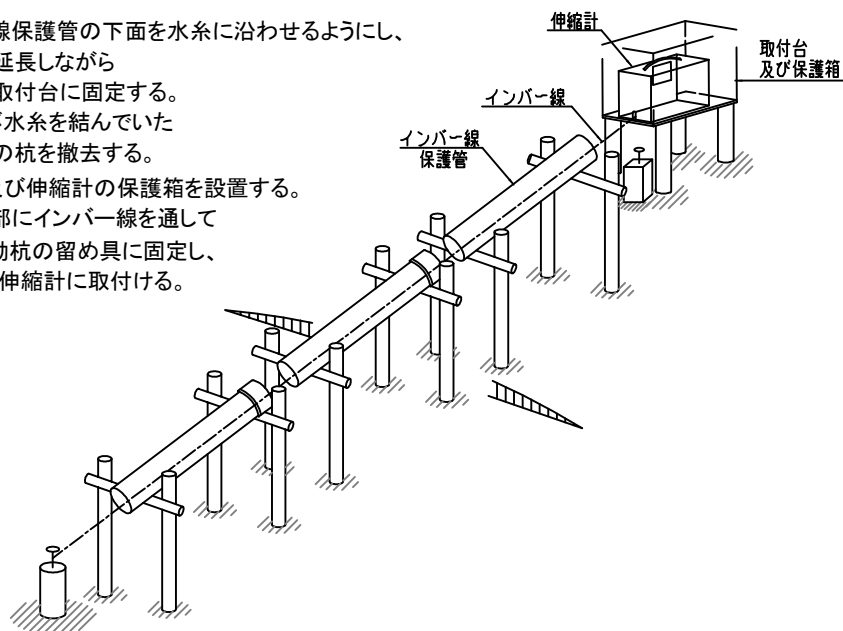 線保護管の下面を水糸に沿わせるようにし、
延長しながら
取付台に固定する。
水糸を結んでいた
の杭を撤去する。
及び伸縮計の保護箱を設置する。
部にインバー線を通して
動杭の留め具に固定し、
伸縮計に取付ける。
伸縮計
取付台
及び保護箱
インバー線
インバー線
保護管